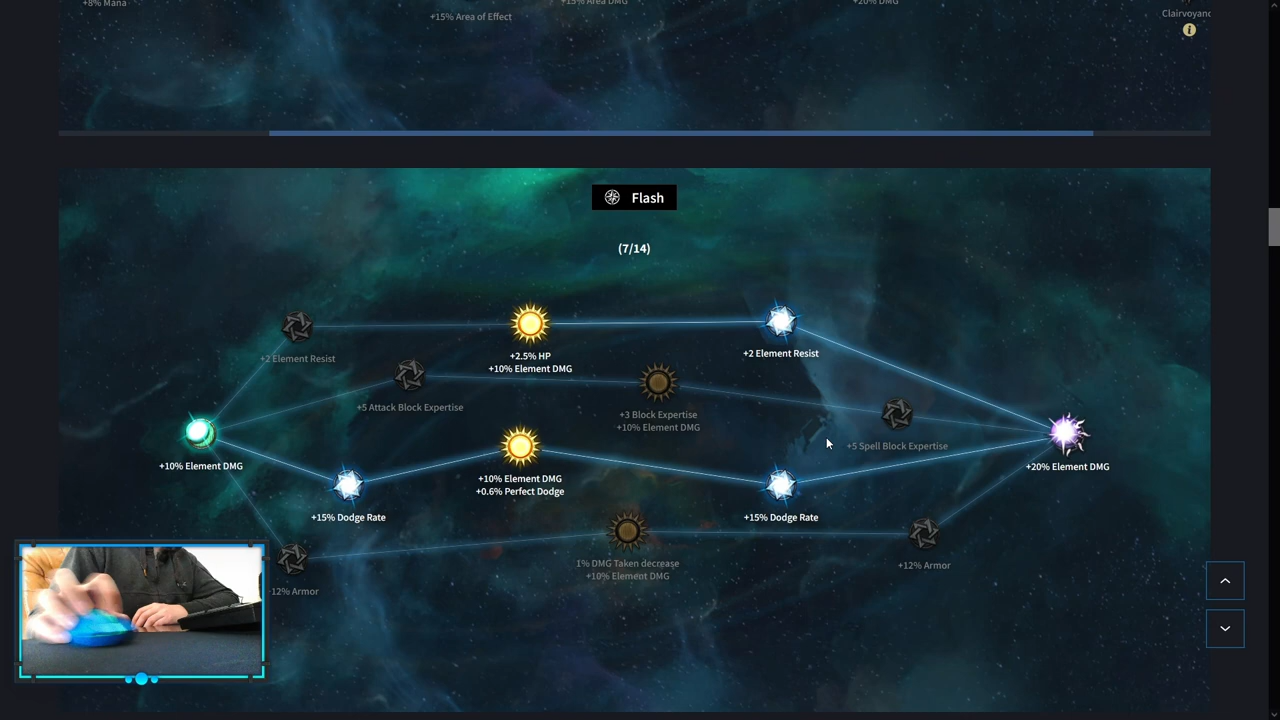 +8% Mana
+15% Area of Effect
+15% Area DMG
+20% DMG
Clairvoyanc
i
Flash
(7/14)
+2 Element Resist
+2.5% HP
+10% Element DMG
+2 Element Resist
+5 Attack Block Expertise
+3 Block Expertise
+10% Element DMG
+5 Spell Block Expertise
+10% Element DMG
+10% Element DMG
+0.6% Perfect Dodge
+20% Element DMG
+15% Dodge Rate
+15% Dodge Rate
1% DMG Taken decrease
+10% Element DMG
+12% Armor
12% Armor